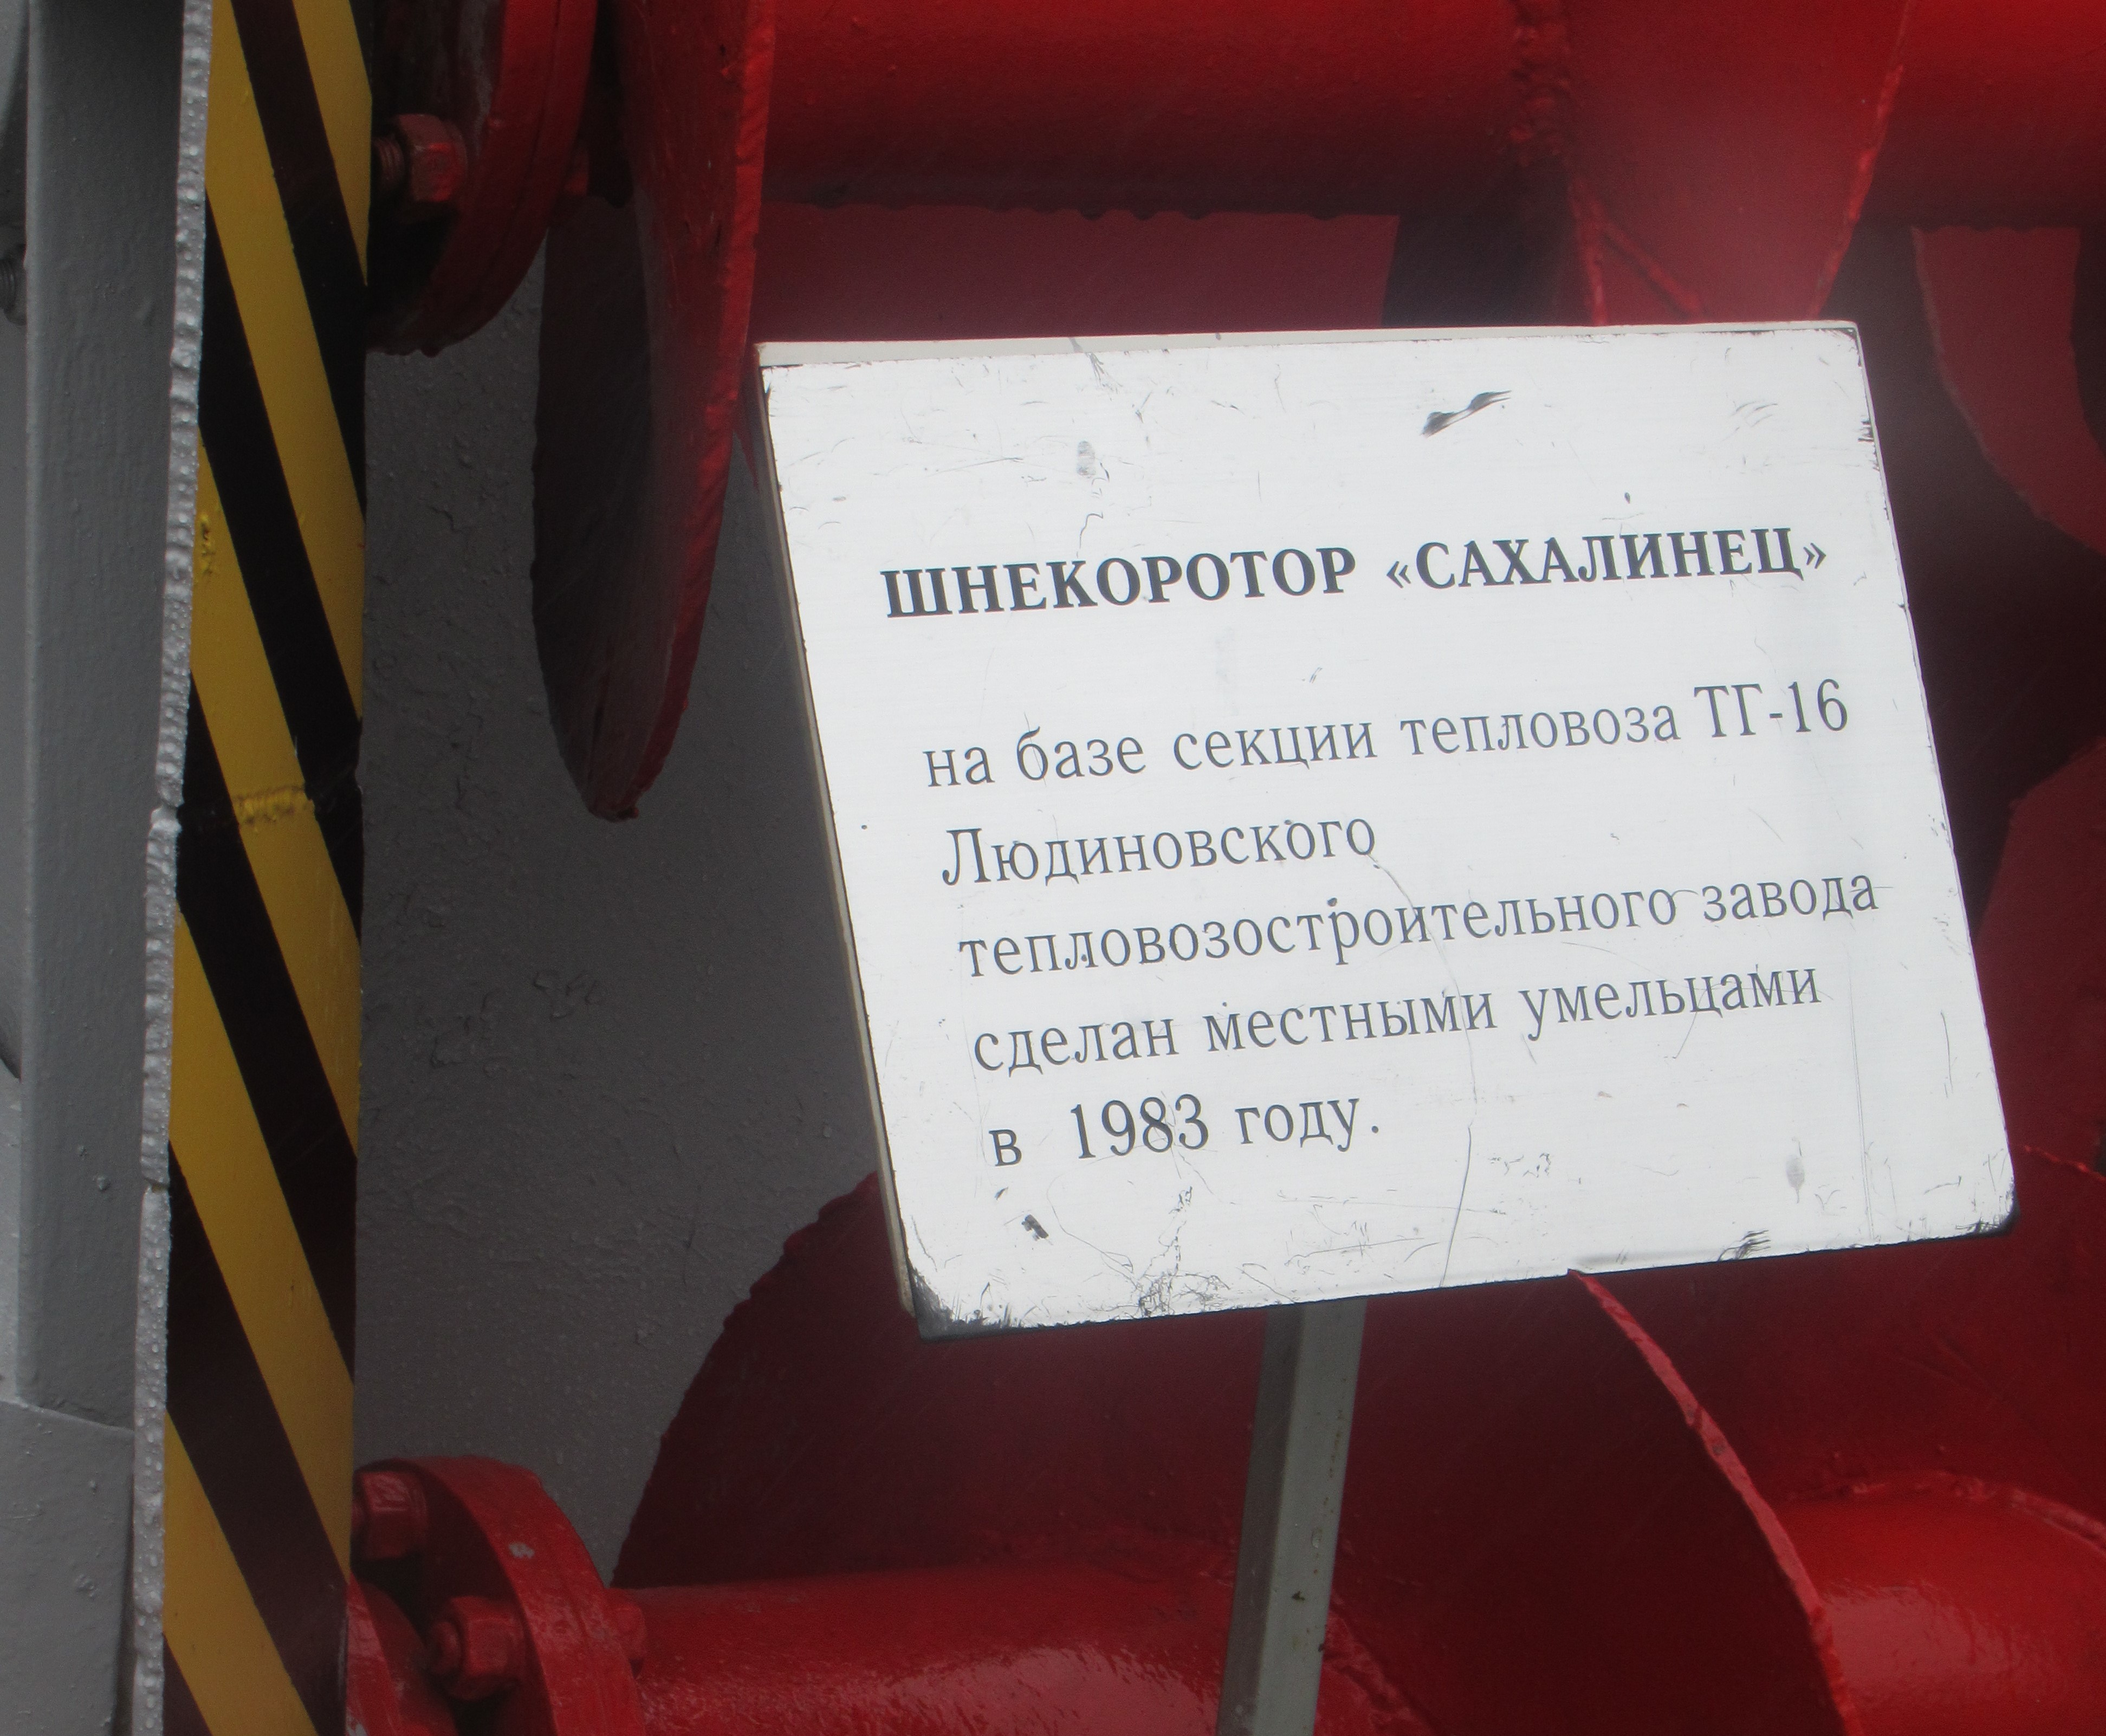 ШНЕКОРОТОР «САХАЛИНЕЦ»
на базе секции тепловоза ТГ-16
Людиновского
тепловозостроительного завода
сделан местными умельцами
в 1983 году.